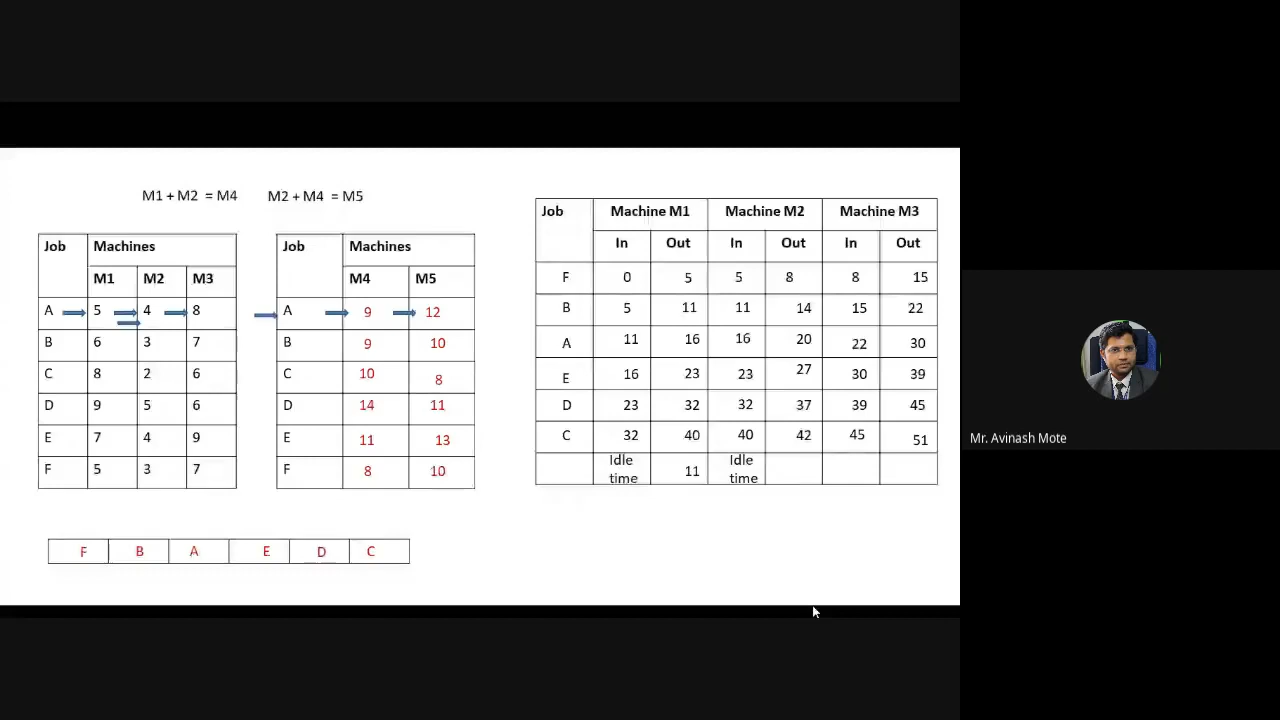 M1 + M2 = M4 M2 + M4 = M5
Job Machines
M1 M2 M3
A 5 4 8
B 6 3 7
C 8 2 6
D 9 5 6
E 7 4 9
F 5 3 7
Job Machines
M4 M5
A 9 12
B 9 10
C 10 8
D 14 11
E 11 13
F 8 10
F B A E D C
Job Machine M1 Machine M2 Machine M3
In Out In Out In Out
F 0 5 5 8 8 15
B 5 11 11 14 15 22
A 11 16 16 20 22 30
E 16 23 23 27 30 39
D 23 32 32 37 39 45
C 32 40 40 42 45 51
Idle time 11 Idle time
Mr. Avinash Mote